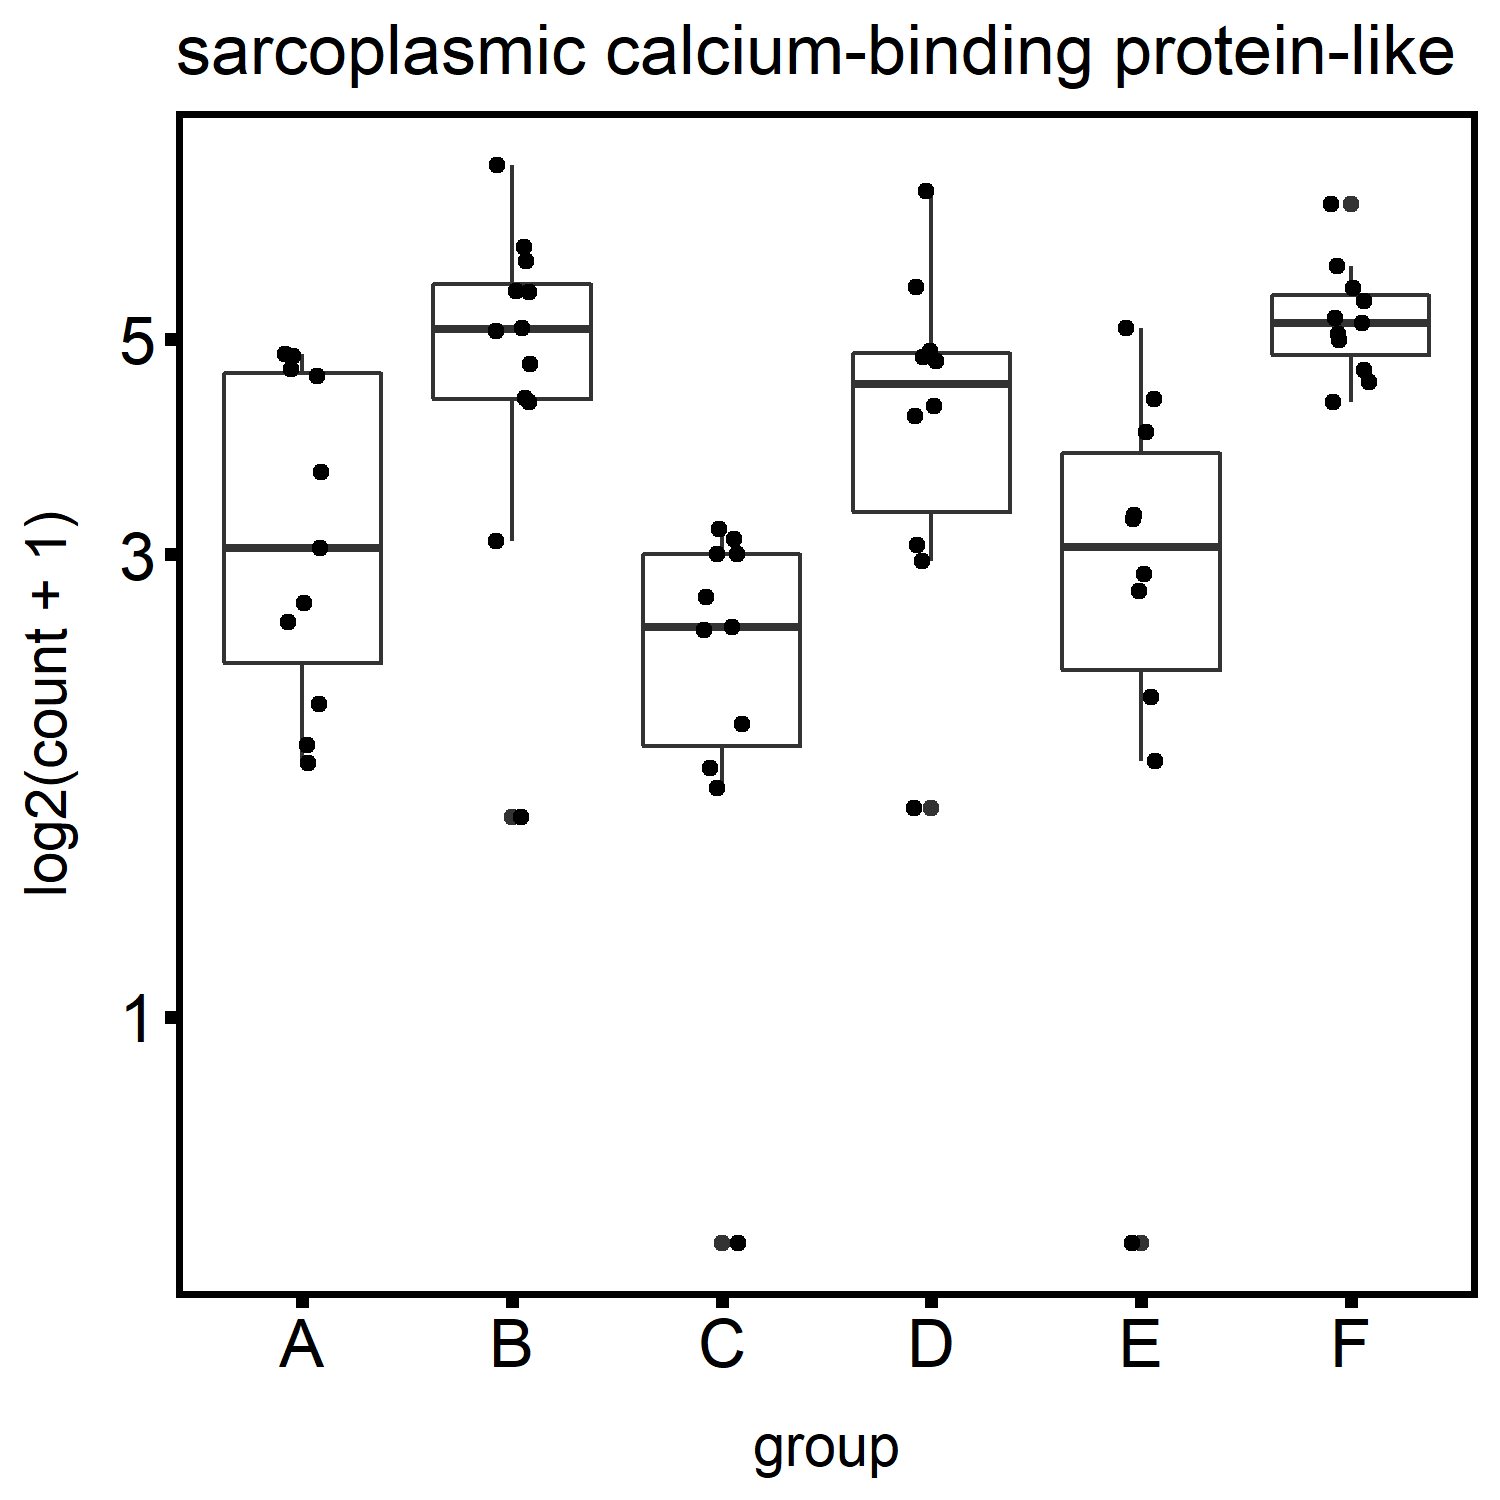 sarcoplasmic calcium-binding protein-like
log2(count + 1)
5
3
1
A B C D E F
group